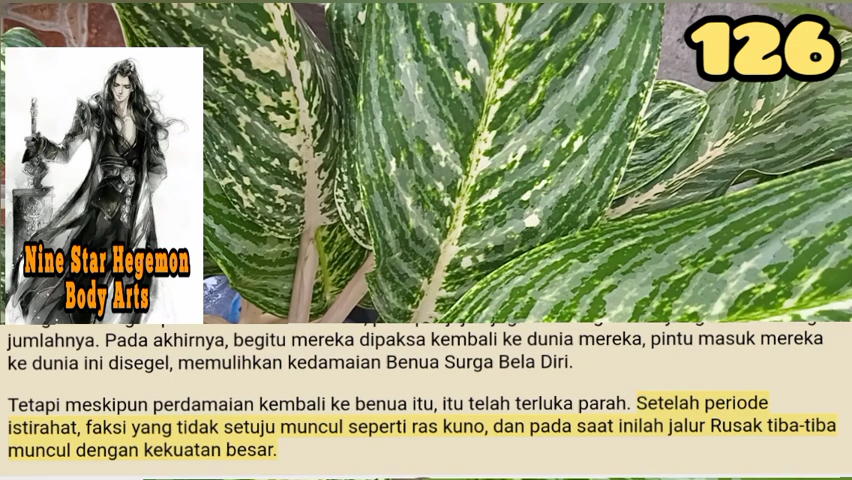 126
Nine Star Hegemon
Body Arts
jumlahnya. Pada akhirnya, begitu mereka dipaksa kembali ke dunia mereka, pintu masuk mereka
ke dunia ini disegel, memulihkan kedamaian Benua Surga Bela Diri.
Tetapi meskipun perdamaian kembali ke benua itu, itu telah terluka parah. Setelah periode
istirahat, faksi yang tidak setuju muncul seperti ras kuno, dan pada saat inilah jalur Rusak tiba-tiba
muncul dengan kekuatan besar.